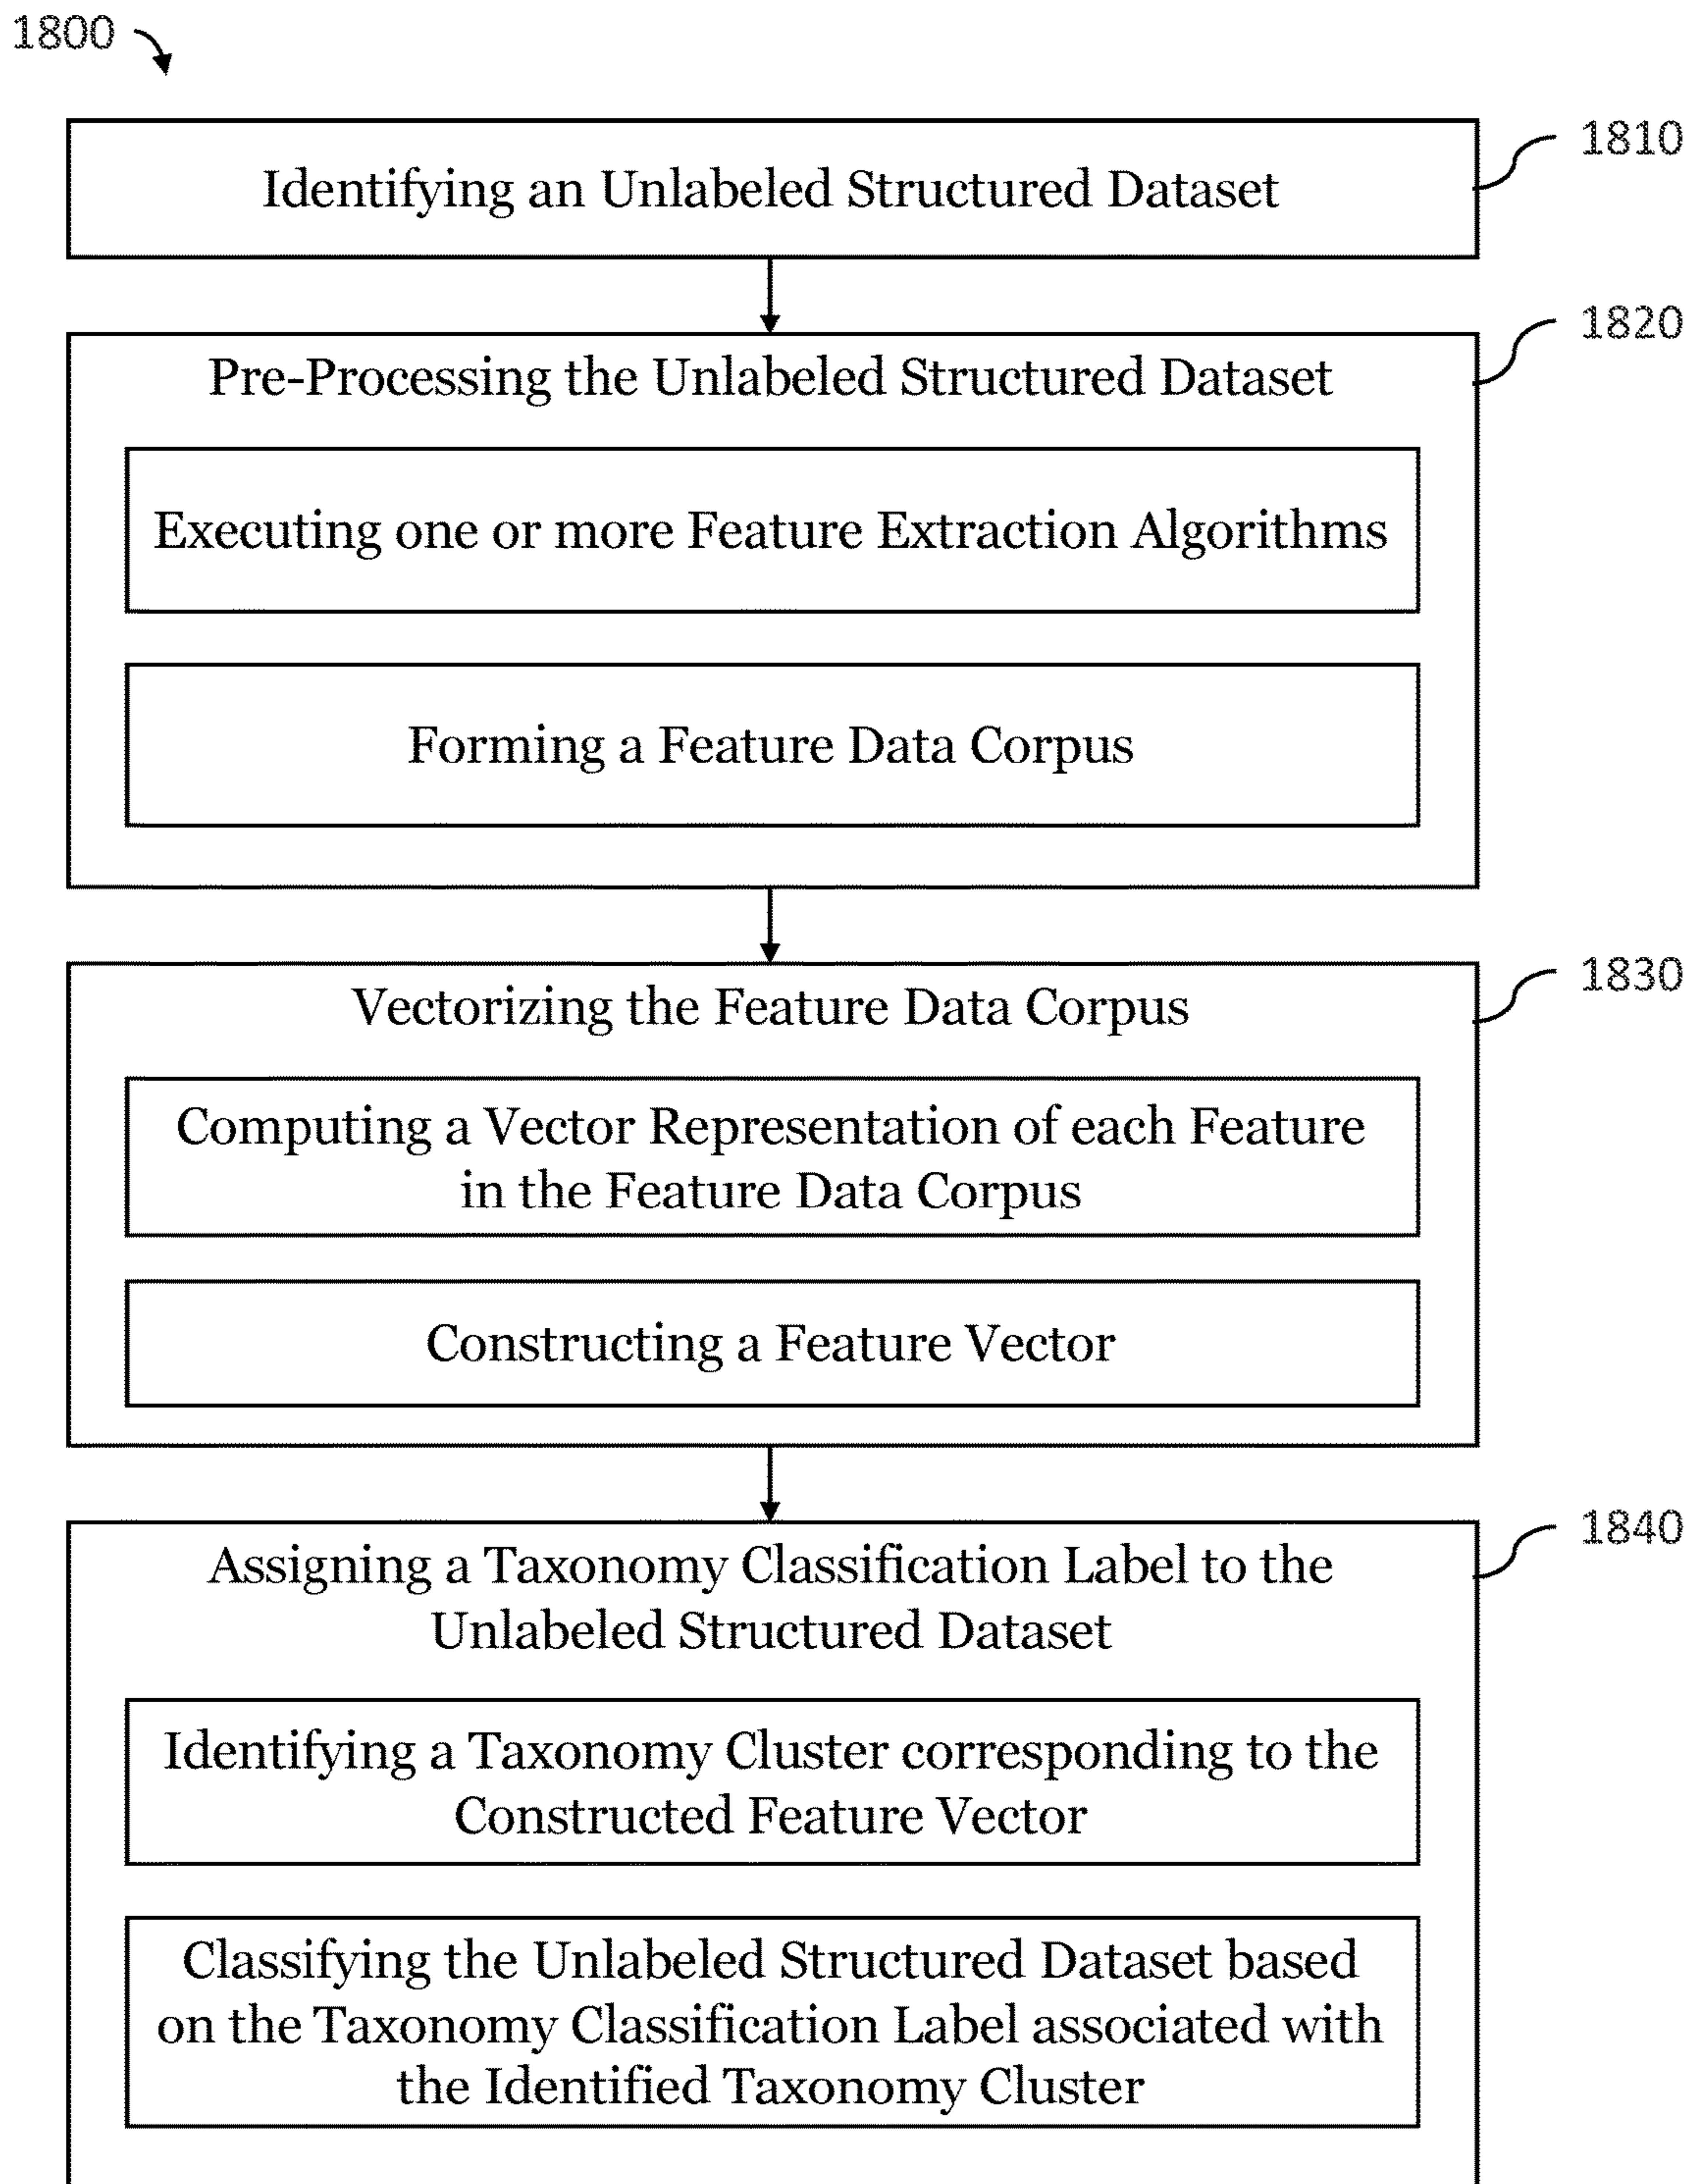 1800
1810
Identifying an Unlabeled Structured Dataset
1820
Pre-Processing the Unlabeled Structured Dataset
Executing one or more Feature Extraction Algorithms
Forming a Feature Data Corpus
1830
Vectorizing the Feature Data Corpus
Computing a Vector Representation of each Feature
in the Feature Data Corpus
Constructing a Feature Vector
1840
Assigning a Taxonomy Classification Label to the
Unlabeled Structured Dataset
Identifying a Taxonomy Cluster corresponding to the
Constructed Feature Vector
Classifying the Unlabeled Structured Dataset based
on the Taxonomy Classification Label associated with
the Identified Taxonomy Cluster